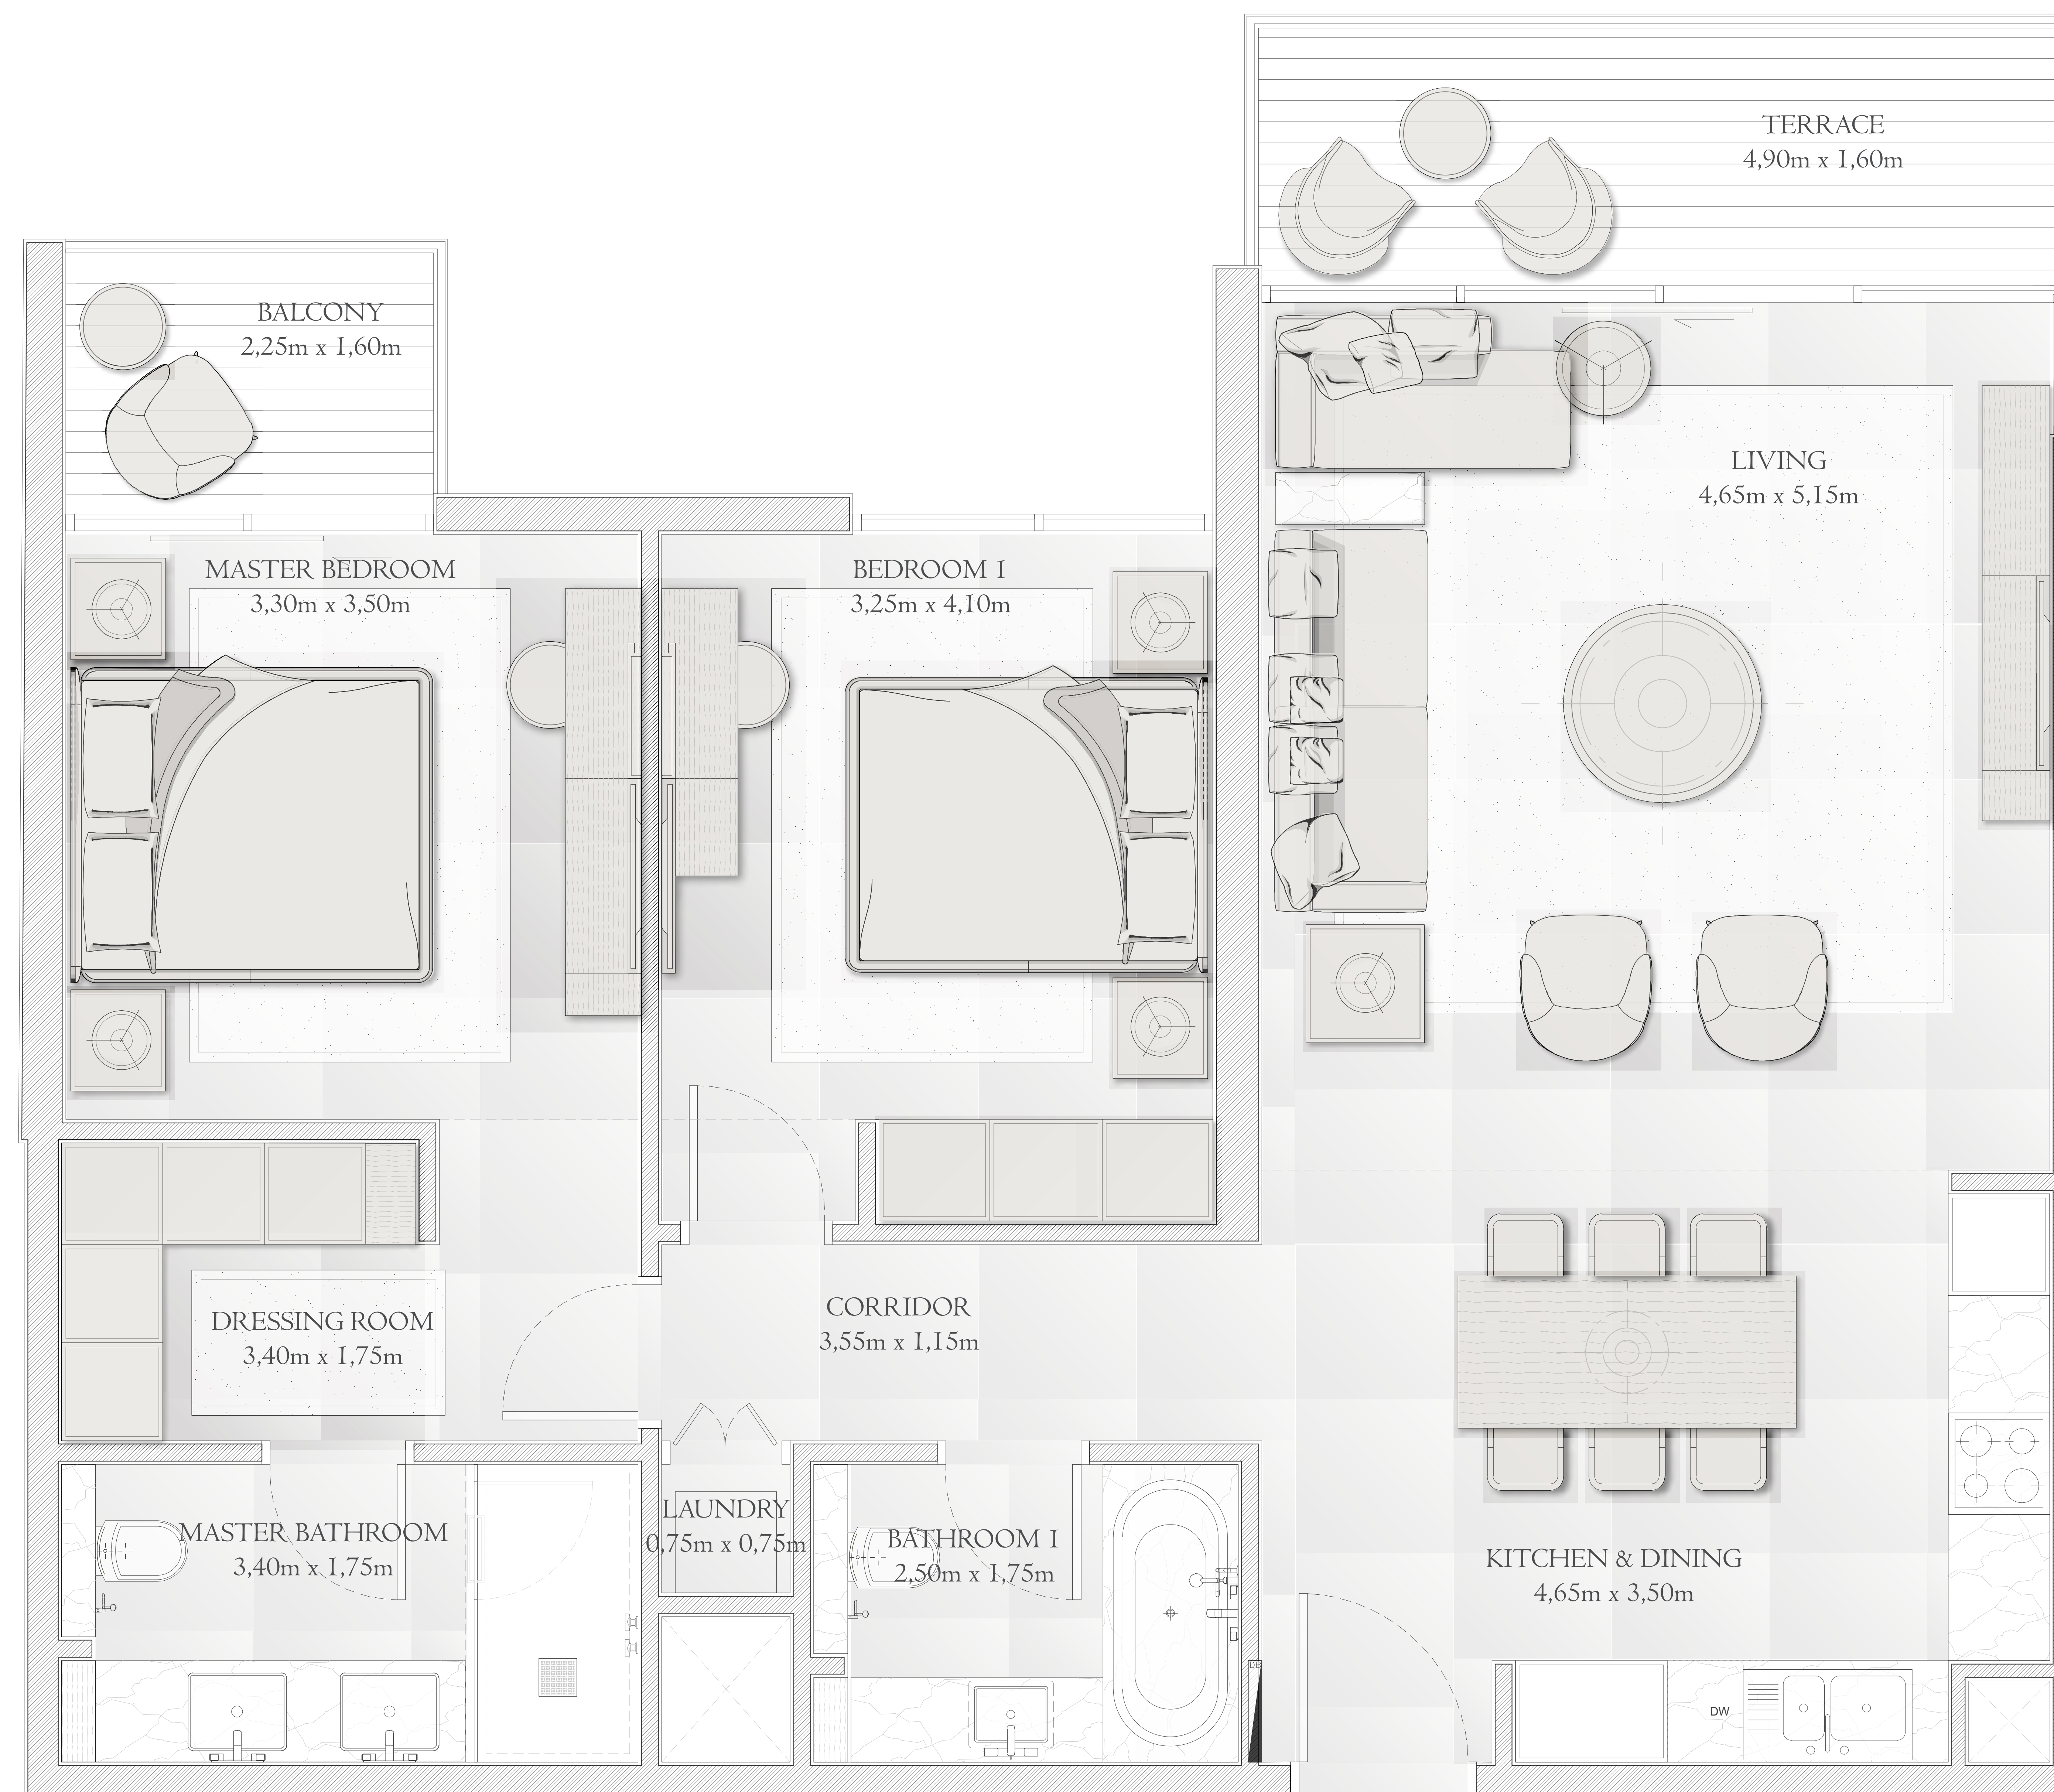 TERRACE
4,90m x 1,60m
BALCONY
2,25m x 1,60m
LIVING
4,65m x 5,15m
MASTER BEDROOM
3,30m x 3,50m
BEDROOM 1
3,25m x 4,10m
CORRIDOR
3,55m x 1,15m
DRESSING ROOM
3,40m x 1,75m
LAUNDRY
0,75m x 0,75m
MASTER BATHROOM
3,40m x 1,75m
BATHROOM 1
2,50m x 1,75m
KITCHEN & DINING
4,65m x 3,50m
DW